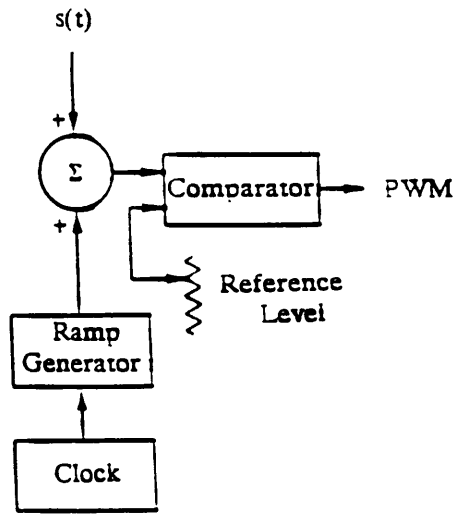 s(t)
+
Σ
+
Comparator
PWM
Reference
Level
Ramp
Generator
Clock